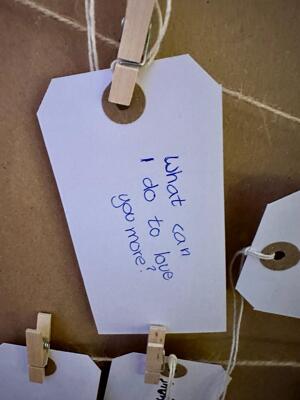 What can
I do to love
you more?